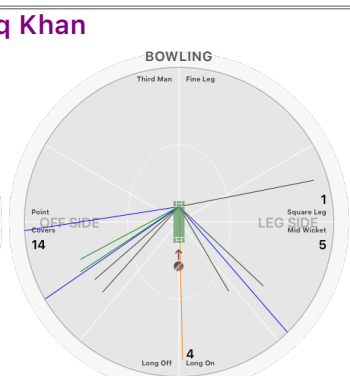 q Khan
BOWLING
Third Man Fine Leg
Point
OFF SIDE
Covers
14
1
Square Leg
LEG SIDE
Mid Wicket
5
4
Long Off Long On